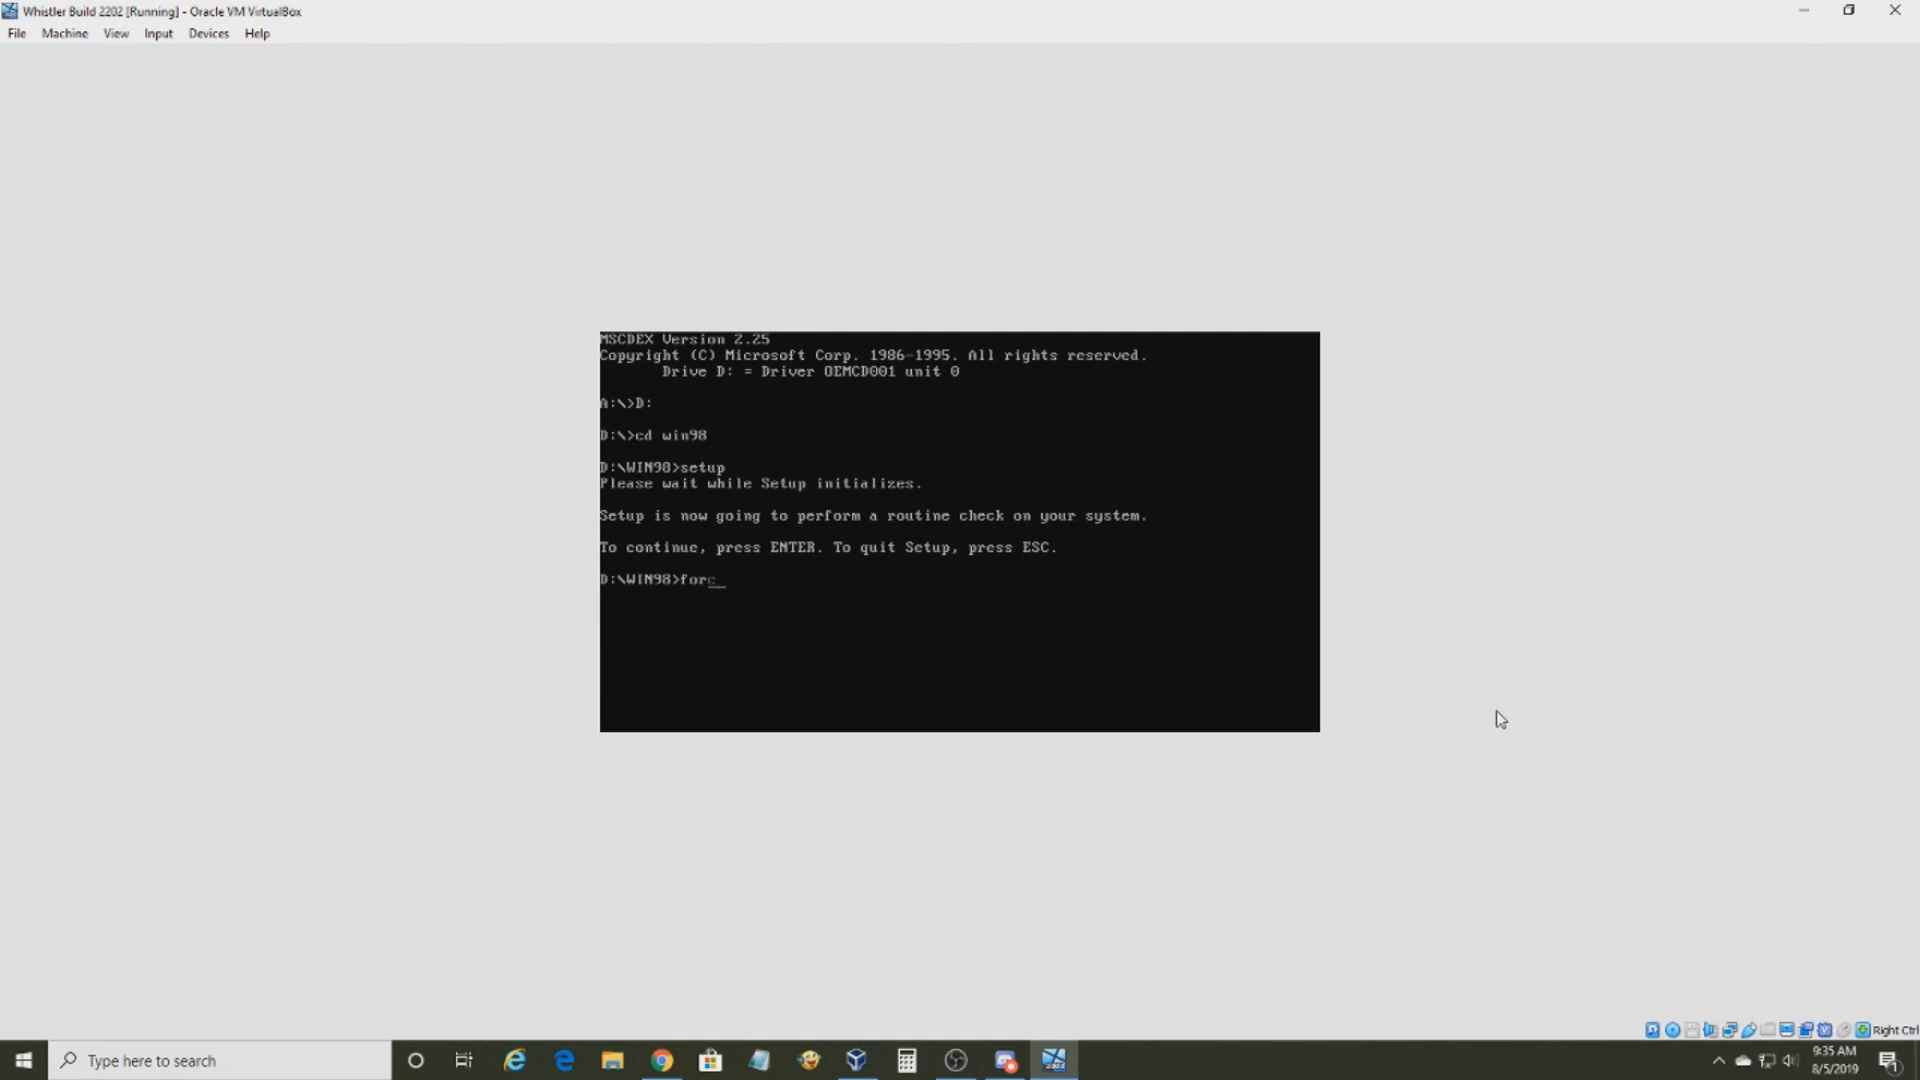 Whistler Build 2202 [Running] - Oracle VM VirtualBox
File Machine View Input Devices Help
MSCDEX Version 2.25
Copyright (C) Microsoft Corp. 1986-1995. All rights reserved.
Drive D: = Driver OEMCD001 unit 0
A:\>D:
D:\>cd win98
D:\WIN98>setup
Please wait while Setup initializes.
Setup is now going to perform a routine check on your system.
To continue, press ENTER. To quit Setup, press ESC.
D:\WIN98>forc_
Right Ctrl
Type here to search
9:35 AM
8/5/2019